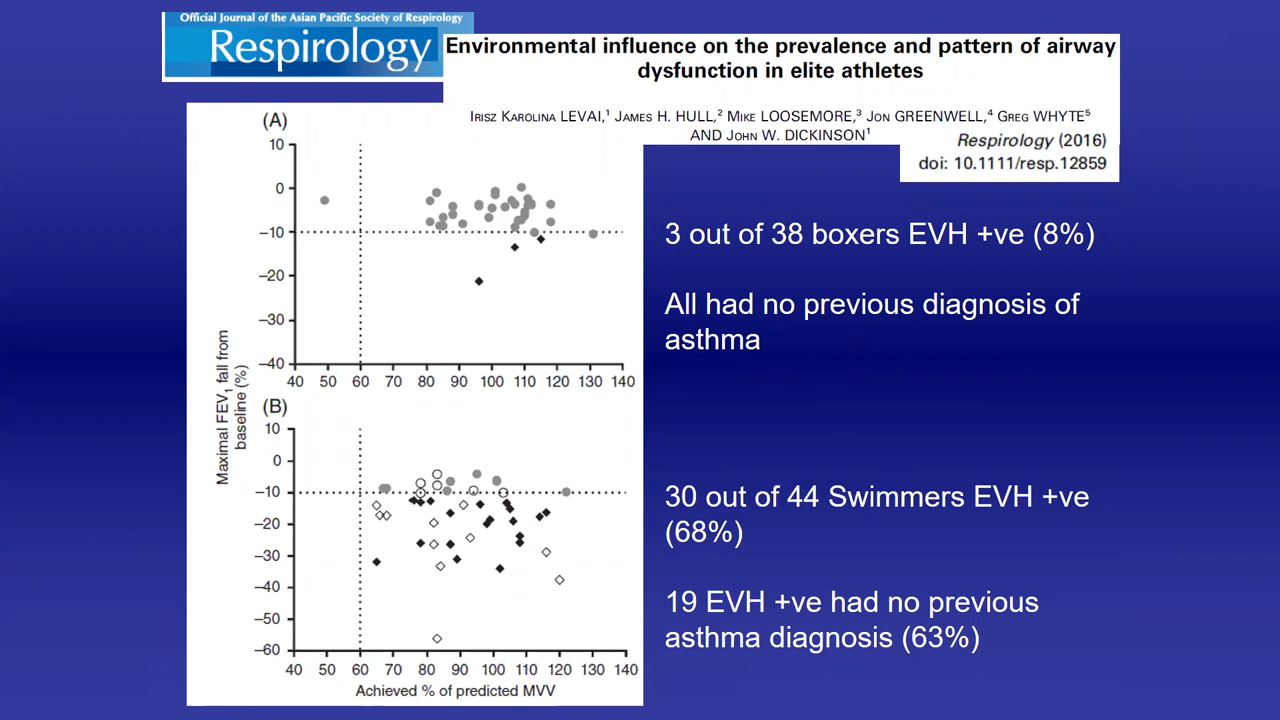 Official Journal of the Asian Pacific Society of Respirology
Respirology
Environmental influence on the prevalence and pattern of airway
dysfunction in elite athletes
IRISZ KAROLINA LEVAI,¹ JAMES H. HULL,² MIKE LOOSEMORE,³ JON GREENWELL,⁴ GREG WHYTE⁵
AND JOHN W. DICKINSON¹
Respirology (2016)
doi: 10.1111/resp.12859
(A)
10
0
–10
–20
–30
–40
40 50 60 70 80 90 100 110 120 130 140
Maximal FEV₁ fall from
baseline (%)
(B)
10
0
–10
–20
–30
–40
–50
–60
40 50 60 70 80 90 100 110 120 130 140
Achieved % of predicted MVV
3 out of 38 boxers EVH +ve (8%)
All had no previous diagnosis of
asthma
30 out of 44 Swimmers EVH +ve
(68%)
19 EVH +ve had no previous
asthma diagnosis (63%)